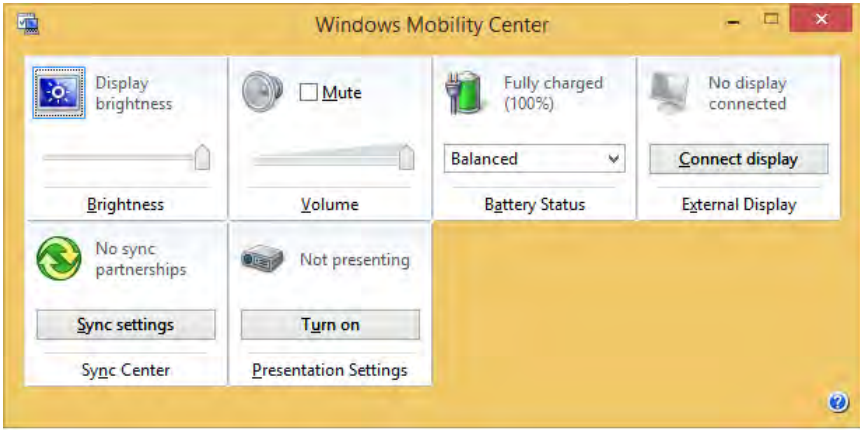 Windows Mobility Center
Display
brightness
Brightness
Mute
Volume
Fully charged
(100%)
Balanced
Battery Status
No display
connected
Connect display
External Display
No sync
partnerships
Sync settings
Sync Center
Not presenting
Turn on
Presentation Settings
?